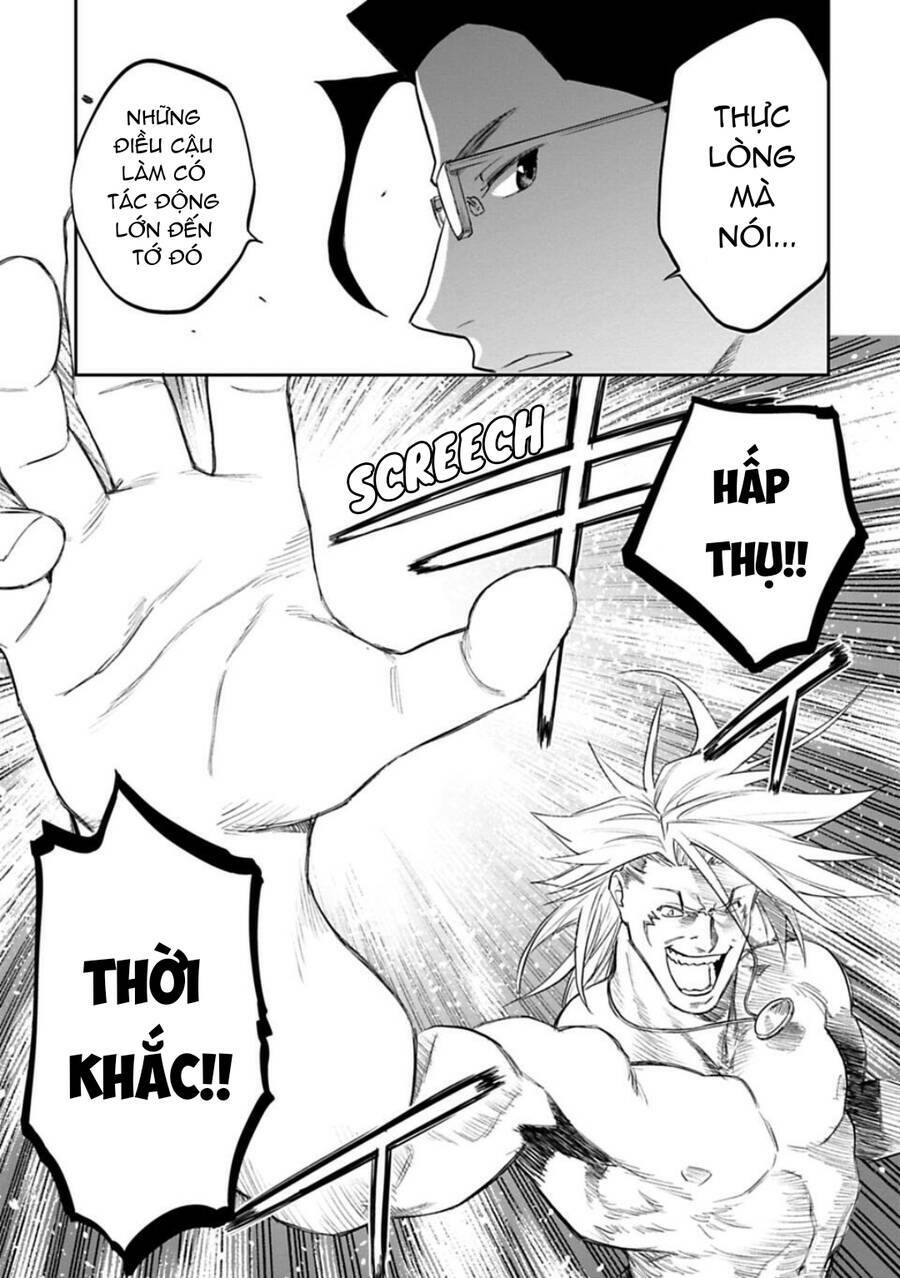 THỰC
LÒNG
MÀ
NÓI...
NHỮNG
ĐIỀU CẬU
LÀM CÓ
TÁC ĐỘNG
LỚN ĐẾN
TỚ ĐÓ
SCREECH
HẤP
THỤ!!
THỜI
KHẮC!!